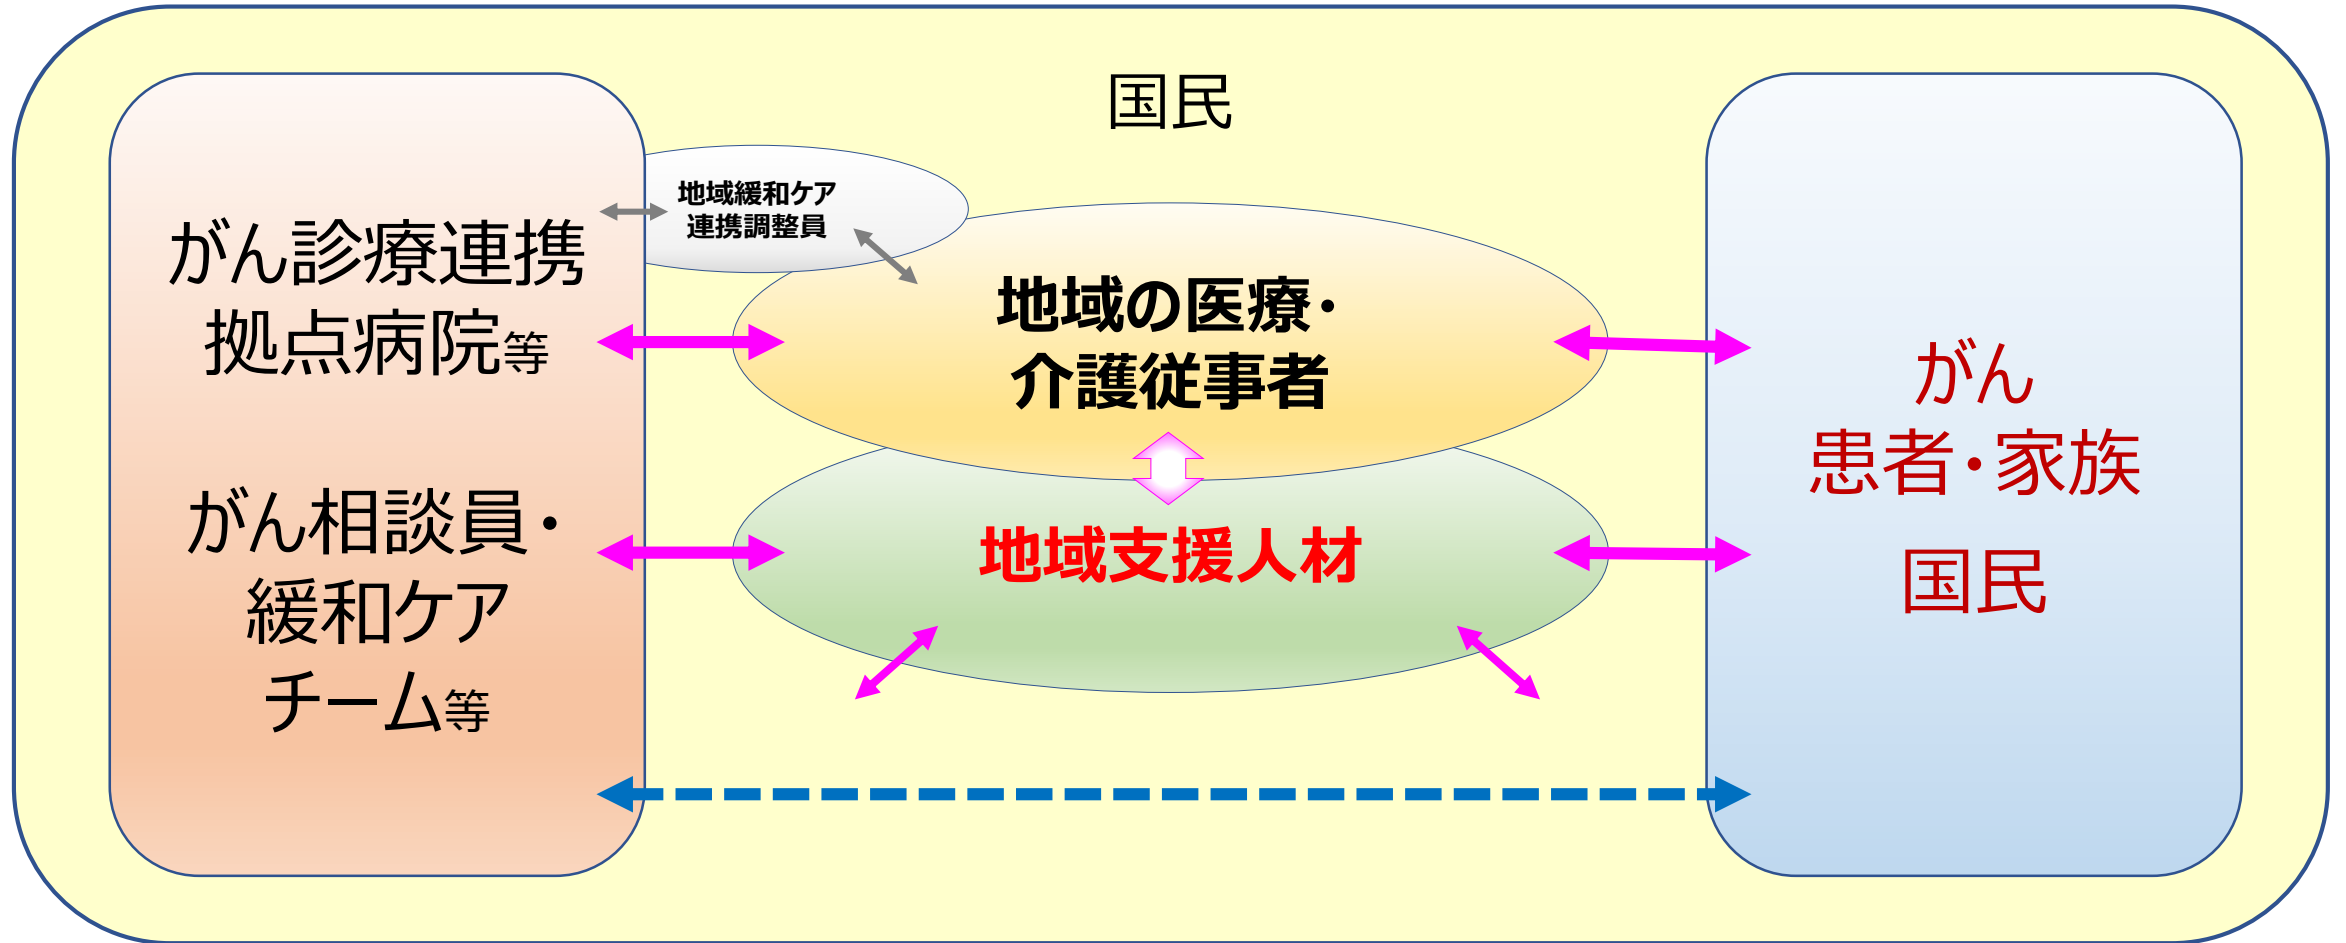 国民
がん診療連携
拠点病院等
がん相談員・
緩和ケア
チーム等
地域緩和ケア
連携調整員
地域の医療・
介護従事者
地域支援人材
がん
患者・家族
国民